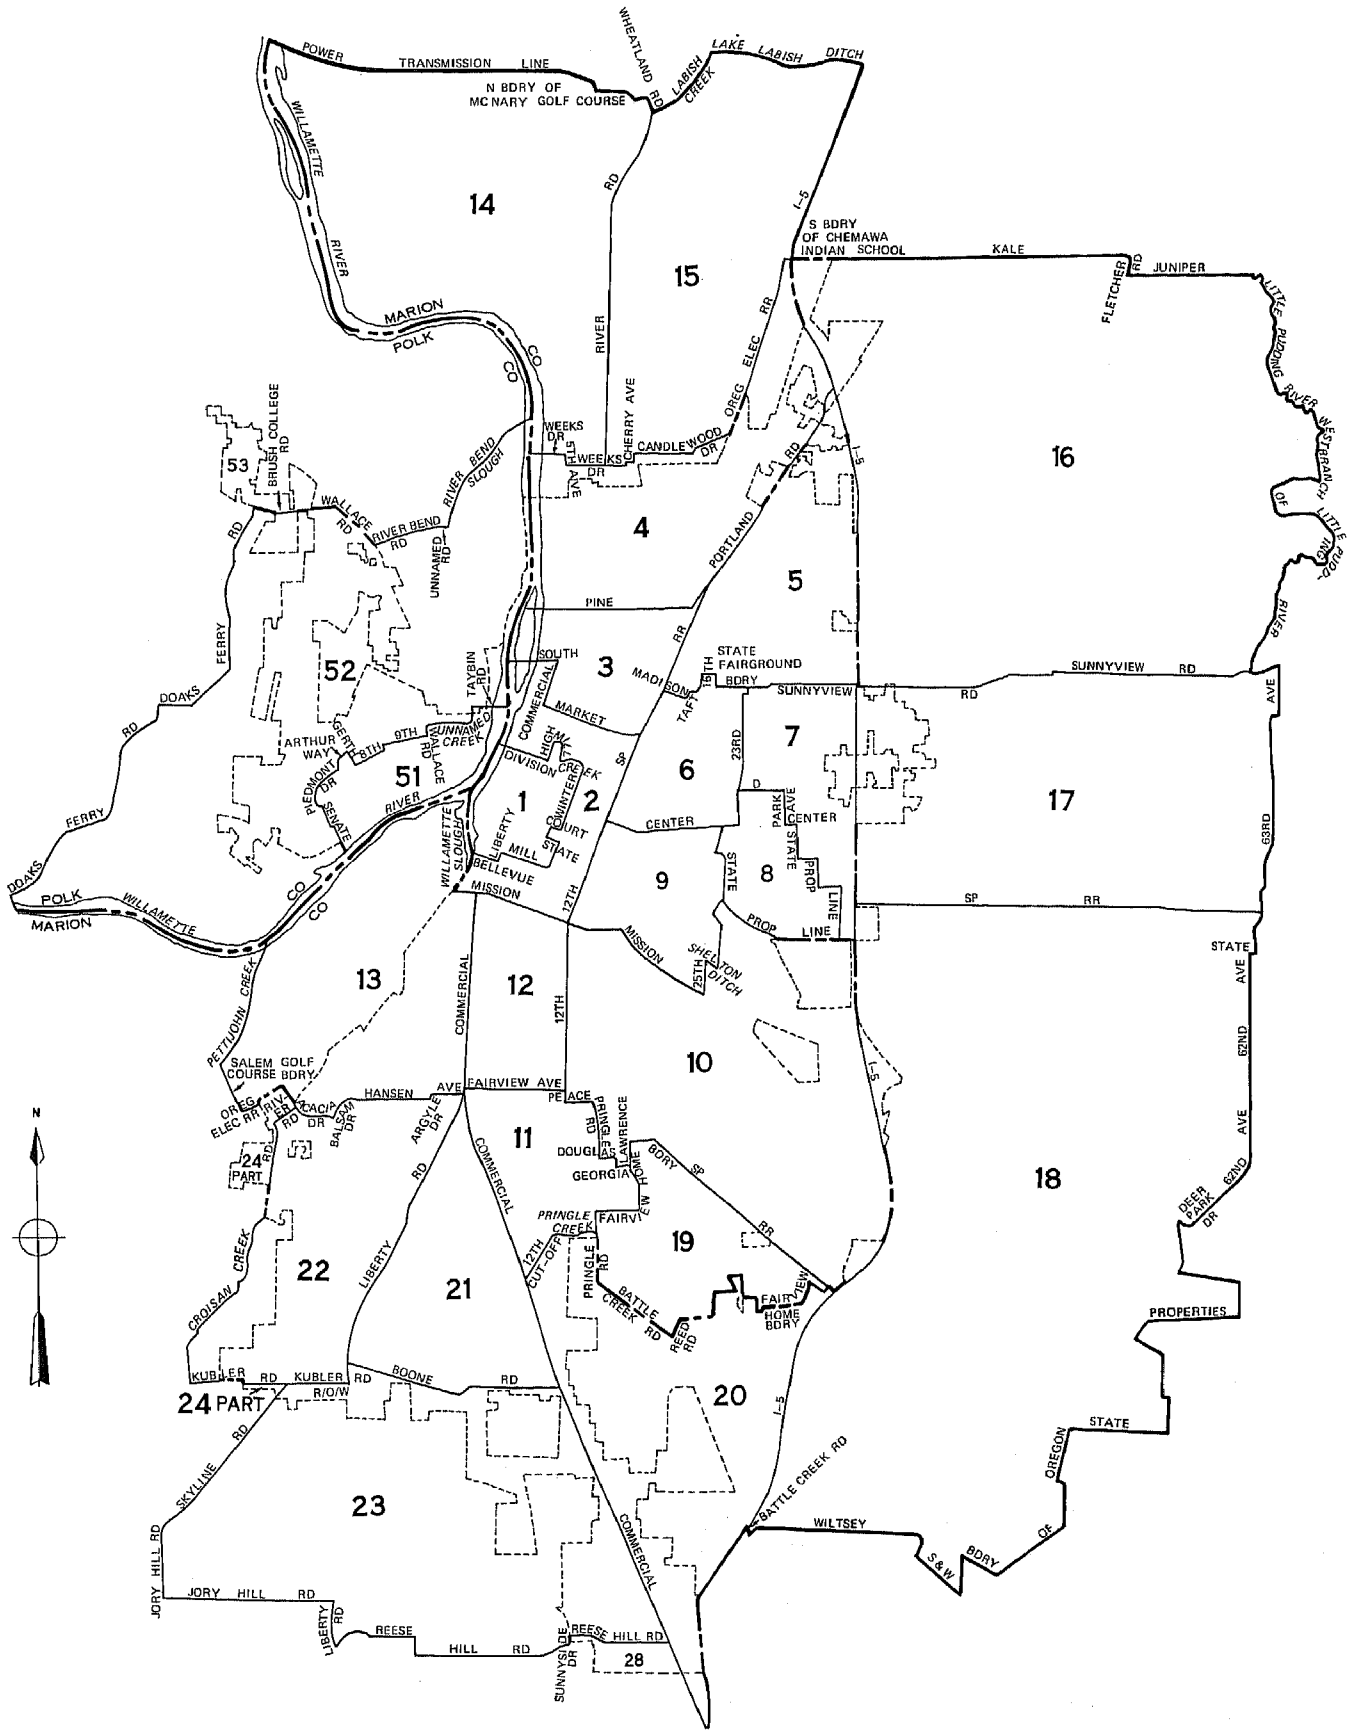 POWER TRANSMISSION LINE
N BDRY OF
MC NARY GOLF COURSE
WHEATLAND RD
LABISH CREEK
LAKE LABISH DITCH
WILLAMETTE RIVER
14
RD
RIVER
15
I-5
S BDRY
OF CHEMAWA
INDIAN SCHOOL
KALE
FLETCHER RD
JUNIPER
LITTLE PUDDING RIVER
WEST BRANCH
OF LITTLE PUDD-
ING
RIVER
MARION
POLK
CO
CO
OREG ELEC RR
CHERRY AVE
WEEKS
DR
5TH AVE
WEEKS
DR
CANDLEWOOD
DR
53
BRUSH COLLEGE
RD
WALLACE
RD
RIVER BEND
SLOUGH
RIVER BEND
RD
UNNAMED
RD
4
PORTLAND
RD
I-5
16
5
PINE
RR
52
DOAKS FERRY RD
TAYBIN
RD
SOUTH
3
COMMERCIAL
MARKET
MADISON
TAFT
16TH
STATE
FAIRGROUND
BDRY
SUNNYVIEW
RD
SUNNYVIEW RD
AVE
63RD
ARTHUR
WAY
GERTH
8TH
9TH
UNNAMED
CREEK
WALLACE
RD
PIEDMONT
DR
SENATE
51
RIVER
HIGH
MILL CREEK
DIVISION
WINTER
1
2
LIBERTY
COURT
STATE
MILL
BELLEVUE
SP
6
23RD
7
D
PARK
AVE
CENTER
CENTER
STATE
PROP
LINE
8
9
STATE
PROP LINE
17
SP RR
STATE
AVE
62ND
AVE
62ND
DOAKS FERRY RD
POLK
MARION
WILLAMETTE
CO
CO
WILLAMETTE
SLOUGH
MISSION
12TH
MISSION
25TH
SHELTON
DITCH
13
PETTIJOHN CREEK
COMMERCIAL
12
12TH
10
I-5
SALEM GOLF
COURSE BDRY
OREG
ELEC RR
RIV-
ER
RD
ACACIA
DR
BALSAM
DR
HANSEN AVE
ARGYLE
DR
FAIRVIEW AVE
PEACE
PRINGLE
RD
LAWRENCE
DOUGLAS
GEORGIA
HOME
FAIRVIEW
BDRY SP RR
11
N
24
PART
RD
CROISAN CREEK
22
LIBERTY RD
COMMERCIAL
PRINGLE
CREEK
12TH
CUT-OFF
PRINGLE
RD
19
BATTLE
CREEK RD
REED
RD
FAIRVIEW
HOME
BDRY
18
DEER
PARK
DR
PROPERTIES
21
KUBLER RD KUBLER RD
R/O/W
24 PART
BOONE RD
20
I-5
STATE
OREGON
OF
BDRY
S & W
WILTSEY
BATTLE CREEK RD
SKYLINE RD
23
JORY HILL RD
JORY HILL RD
LIBERTY
RD
REESE HILL RD
SUNNYSIDE
DR
REESE HILL RD
28
COMMERCIAL